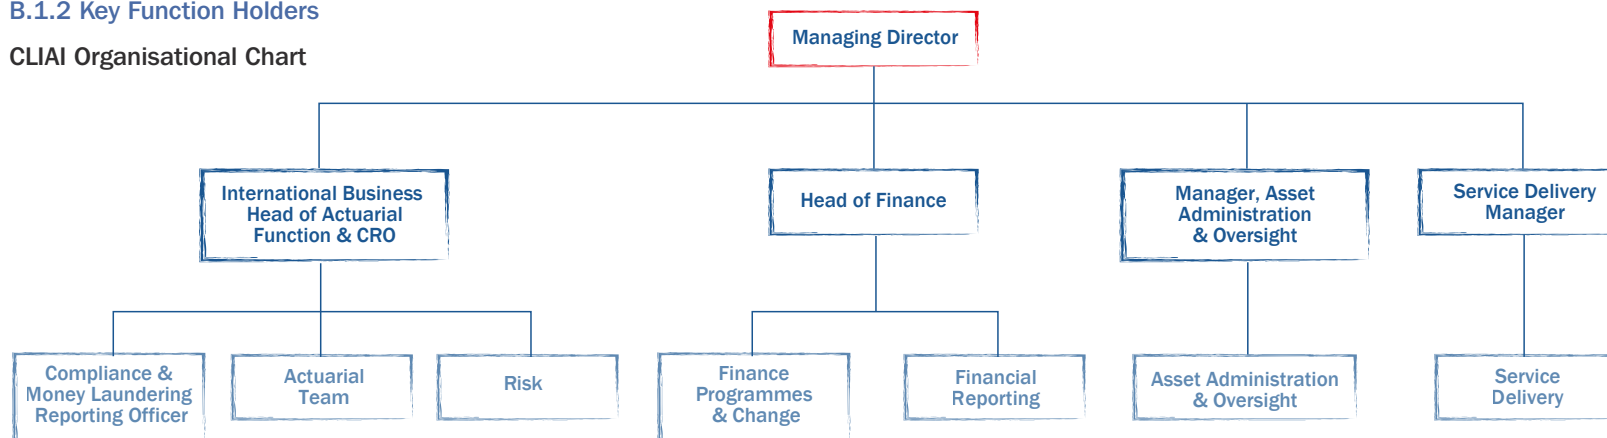 B.1.2 Key Function Holders
CLIAI Organisational Chart
Managing Director
International Business
Head of Actuarial
Function & CRO
Head of Finance
Manager, Asset
Administration
& Oversight
Service Delivery
Manager
Compliance &
Money Laundering
Reporting Officer
Actuarial
Team
Risk
Finance
Programmes
& Change
Financial
Reporting
Asset Administration
& Oversight
Service
Delivery